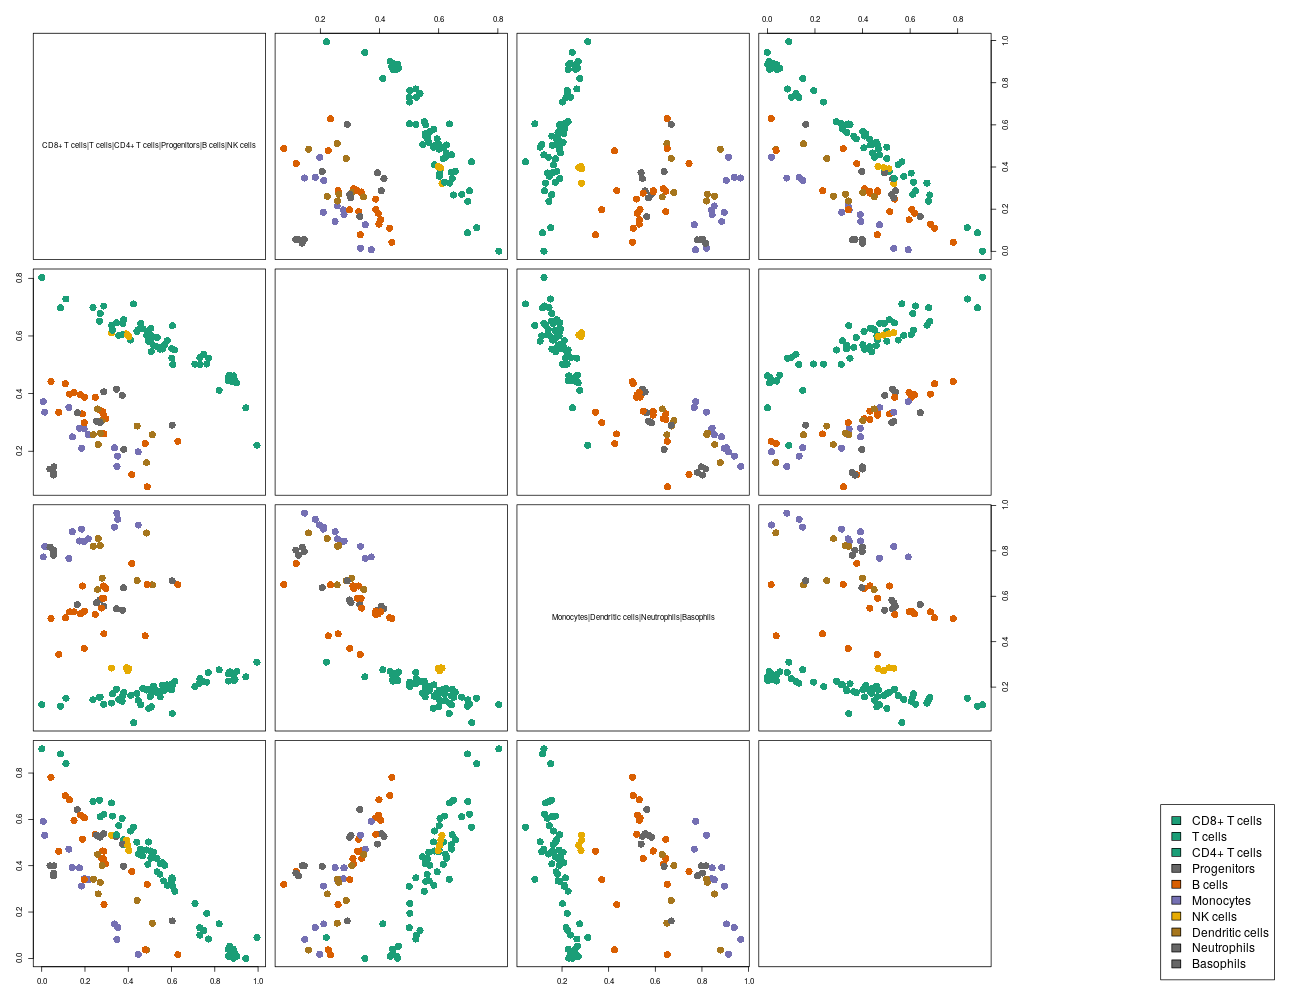 0.2 0.4 0.6 0.8
0.0 0.2 0.4 0.6 0.8
CD8+ T cells|T cells|CD4+ T cells|Progenitors|B cells|NK cells
0.0 0.2 0.4 0.6 0.8 1.0
0.2 0.4 0.6 0.8
Monocytes|Dendritic cells|Neutrophils|Basophils
0.2 0.4 0.6 0.8 1.0
0.0 0.2 0.4 0.6 0.8
0.0 0.2 0.4 0.6 0.8 1.0
0.2 0.4 0.6 0.8 1.0
CD8+ T cells
T cells
CD4+ T cells
Progenitors
B cells
Monocytes
NK cells
Dendritic cells
Neutrophils
Basophils